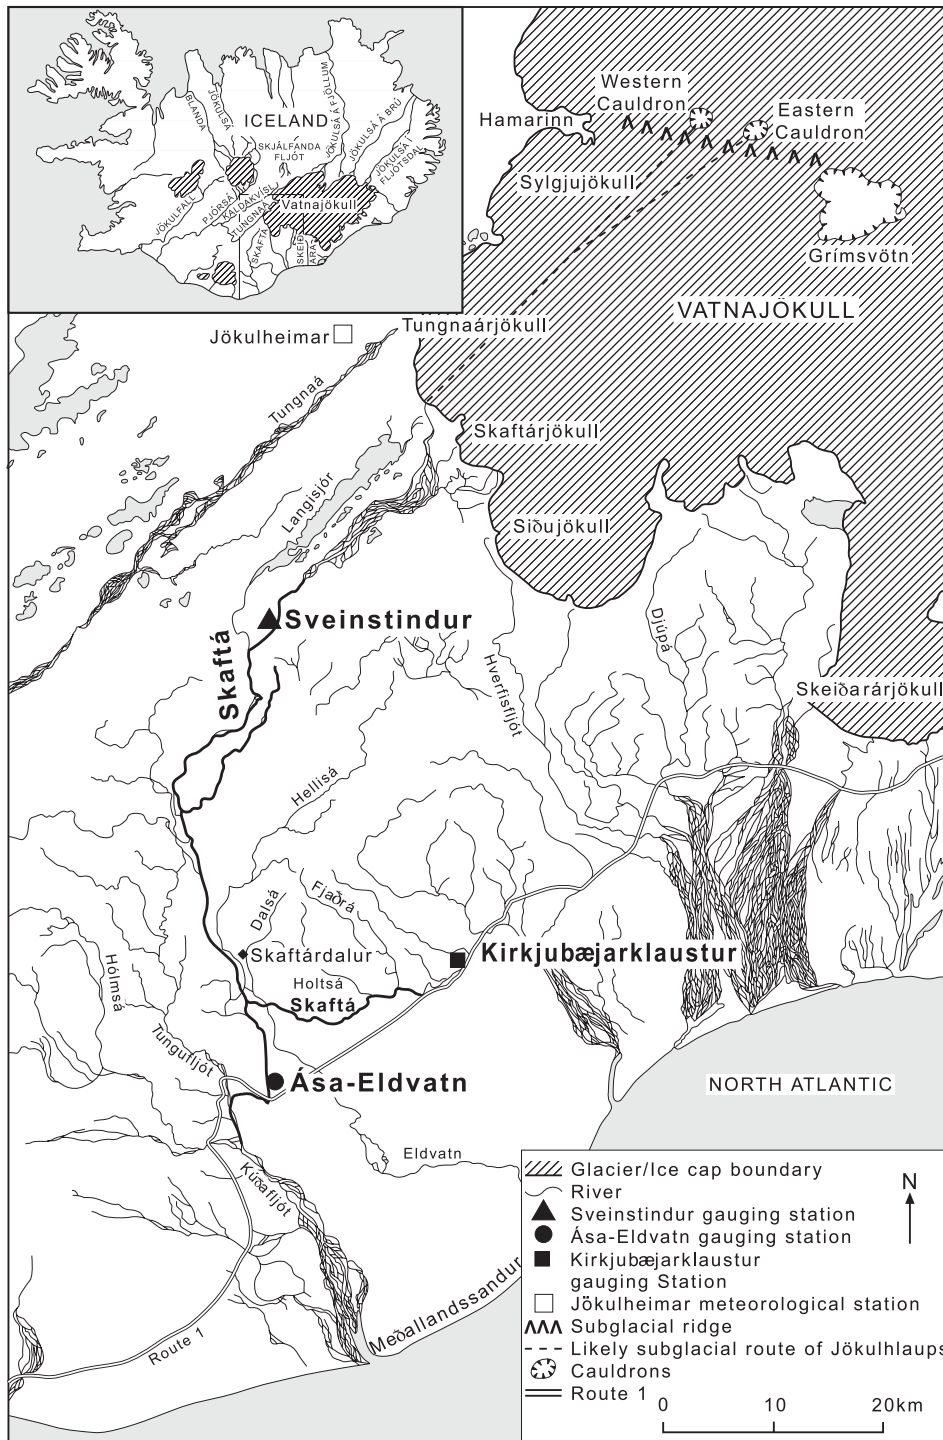 BLANDA
JÖKULSÁ
ICELAND
SKJÁLFANDA
FLJÓT
JÖKULSÁ Á FJÖLLUM
JÖKULSÁ Á BRÚ
JÖKULSÁ Í
FLJÓTSDAL
JÖKULFALL
ÞJÓRSÁ
KALDAKVÍSL
TUNGNAÁ
Vatnajökull
SKAFTÁ
SKEIÐ
ARÁ
Western
Cauldron
Eastern
Cauldron
Hamarinn
Sylgjujökull
Grímsvötn
VATNAJÖKULL
Jökulheimar
Tungnaárjökull
Tungnaá
Skaftárjökull
Langisjór
Síðujökull
Sveinstindur
Skaftá
Djúpá
Hverfisfljót
Skeiðarárjökull
Hellisá
Dalsá
Fjaðrá
Skaftárdalur
Kirkjubæjarklaustur
Holtsá
Skaftá
Hólmsá
Tungufljót
Ása-Eldvatn
NORTH ATLANTIC
Eldvatn
Kúðafljót
Meðallandssandur
Route 1
Glacier/Ice cap boundary
River
Sveinstindur gauging station
Ása-Eldvatn gauging station
Kirkjubæjarklaustur
gauging Station
Jökulheimar meteorological station
Subglacial ridge
Likely subglacial route of Jökulhlaups
Cauldrons
Route 1
N
0 10 20km